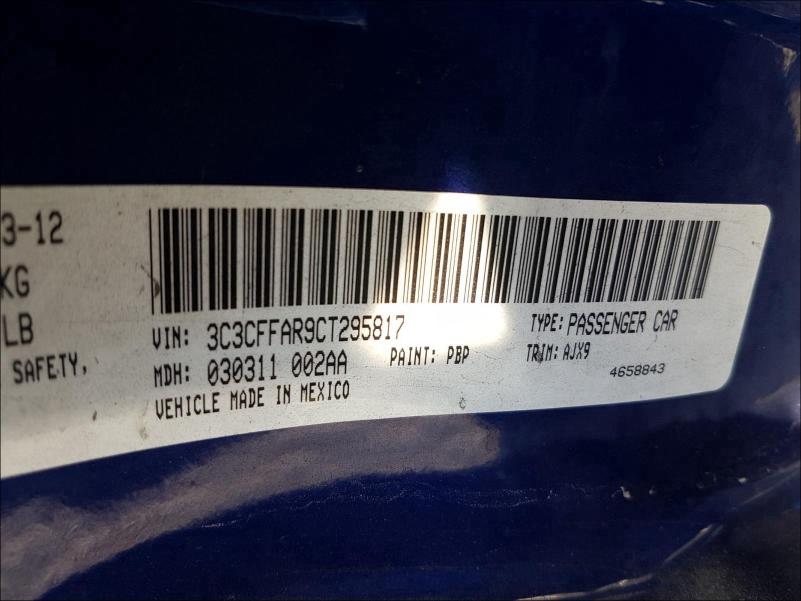 3-12
KG
LB
SAFETY,
VIN: 3C3CFFAR9CT295817 TYPE: PASSENGER CAR
MDH: 030311 002AA PAINT: PBP TRIM: AJX9
VEHICLE MADE IN MEXICO 4658843